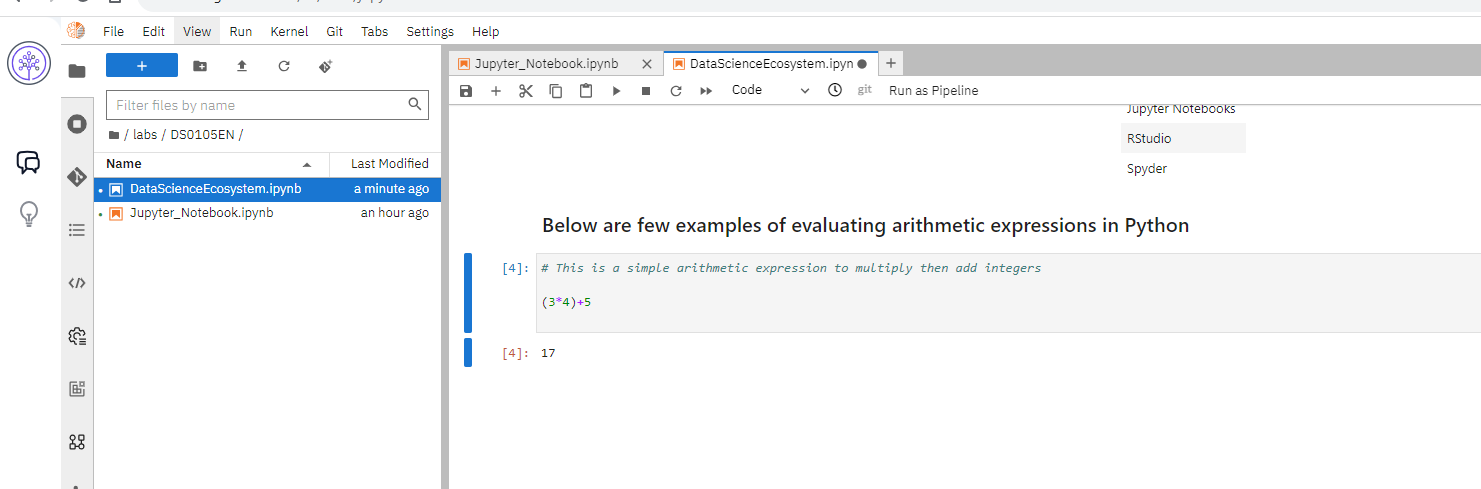 File Edit View Run Kernel Git Tabs Settings Help
Jupyter_Notebook.ipynb
DataScienceEcosystem.ipyn
Code
git
Run as Pipeline
Filter files by name
/ labs / DS0105EN /
Name Last Modified
DataScienceEcosystem.ipynb a minute ago
Jupyter_Notebook.ipynb an hour ago
Jupyter Notebooks
RStudio
Spyder
Below are few examples of evaluating arithmetic expressions in Python
[4]: # This is a simple arithmetic expression to multiply then add integers
(3*4)+5
[4]: 17